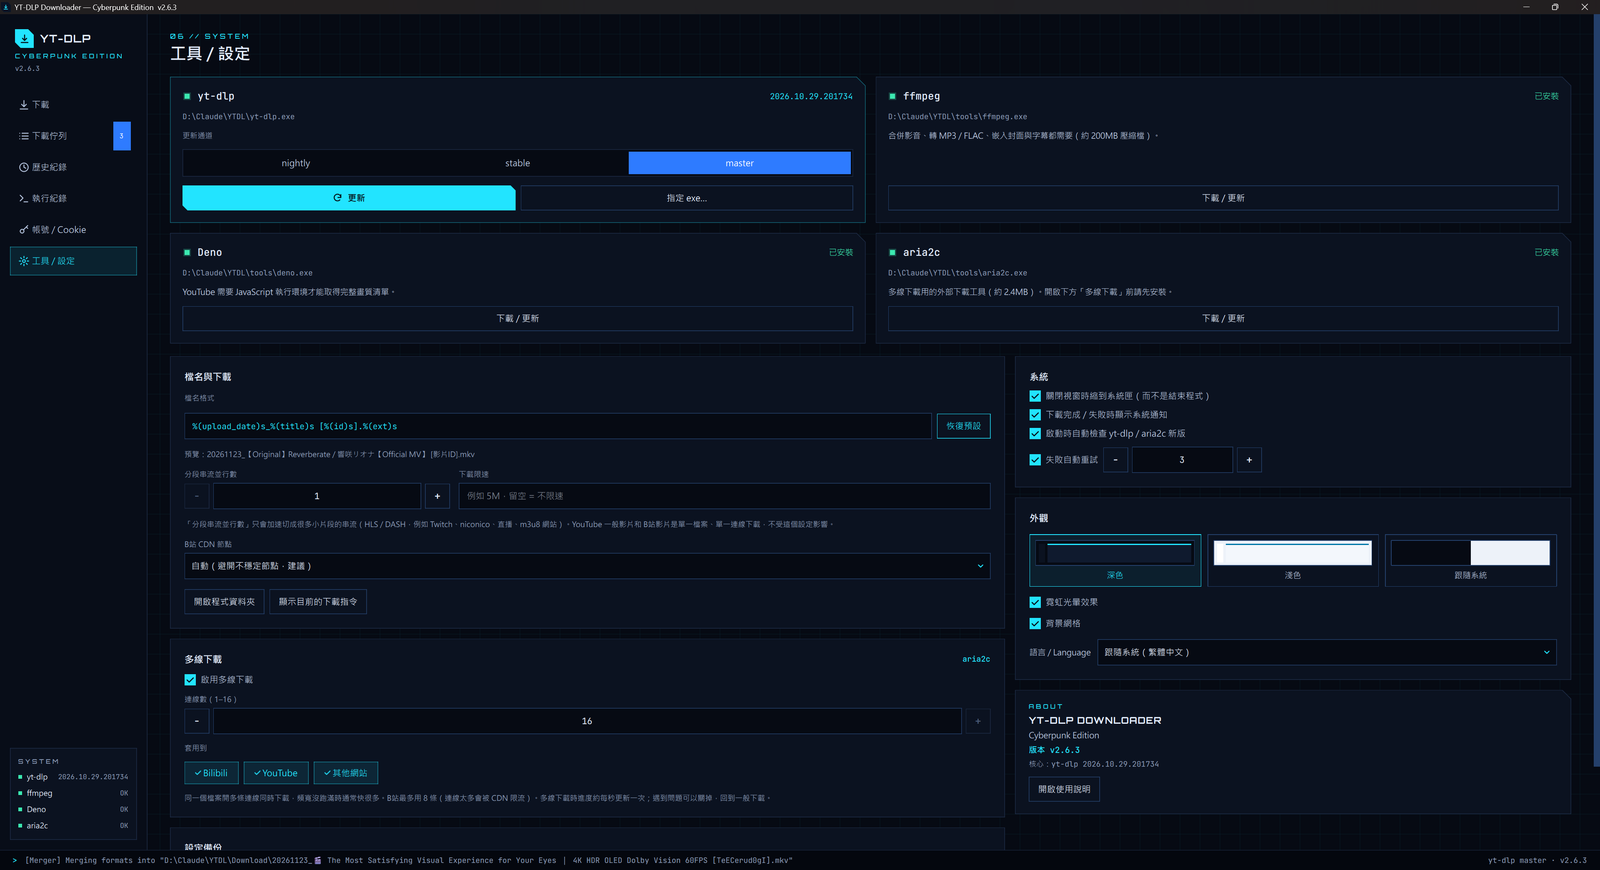 YT-DLP Downloader — Cyberpunk Edition v2.6.3
YT-DLP
CYBERPUNK EDITION
v2.6.3
下載
下載佇列
3
歷史紀錄
執行紀錄
帳號 / Cookie
工具 / 設定
SYSTEM
yt-dlp 2026.10.29.201734
ffmpeg OK
Deno OK
aria2c OK
06 // SYSTEM
工具 / 設定
yt-dlp
2026.10.29.201734
D:\Claude\YTDL\yt-dlp.exe
更新通道
nightly
stable
master
更新
指定 exe...
ffmpeg
已安裝
D:\Claude\YTDL\tools\ffmpeg.exe
合併影音、轉 MP3 / FLAC、嵌入封面與字幕都需要（約 200MB 壓縮檔）。
下載 / 更新
Deno
已安裝
D:\Claude\YTDL\tools\deno.exe
YouTube 需要 JavaScript 執行環境才能取得完整畫質清單。
下載 / 更新
aria2c
已安裝
D:\Claude\YTDL\tools\aria2c.exe
多線下載用的外部下載工具（約 2.4MB）。開啟下方「多線下載」前請先安裝。
下載 / 更新
檔名與下載
檔名格式
%(upload_date)s_%(title)s [%(id)s].%(ext)s
恢復預設
預覽：20261123_【Original】Reverberate / 響咲リオナ【Official MV】 [影片ID].mkv
分段串流並行數
下載限速
-
1
+
例如 5M，留空 = 不限速
「分段串流並行數」只會加速切成很多小片段的串流（HLS / DASH，例如 Twitch、niconico、直播、m3u8 網站）。YouTube 一般影片和 B站影片是單一檔案、單一連線下載，不受這個設定影響。
B站 CDN 節點
自動（避開不穩定節點，建議）
開啟程式資料夾
顯示目前的下載指令
多線下載
aria2c
啟用多線下載
連線數（1–16）
-
16
+
套用到
Bilibili
YouTube
其他網站
同一個檔案開多條連線同時下載，頻寬沒跑滿時通常快很多。B站最多用 8 條（連線太多會被 CDN 限流）。多線下載時進度約每秒更新一次；遇到問題可以關掉，回到一般下載。
設定備份
系統
關閉視窗時縮到系統匣（而不是結束程式）
下載完成 / 失敗時顯示系統通知
啟動時自動檢查 yt-dlp / aria2c 新版
失敗自動重試
-
3
+
外觀
深色
淺色
跟隨系統
霓虹光暈效果
背景網格
語言 / Language
跟隨系統（繁體中文）
ABOUT
YT-DLP DOWNLOADER
Cyberpunk Edition
版本 v2.6.3
核心：yt-dlp 2026.10.29.201734
開啟使用說明
> [Merger] Merging formats into "D:\Claude\YTDL\Download\20261123_🎬 The Most Satisfying Visual Experience for Your Eyes ｜ 4K HDR OLED Dolby Vision 60FPS [TeECerud0gI].mkv"
yt-dlp master · v2.6.3